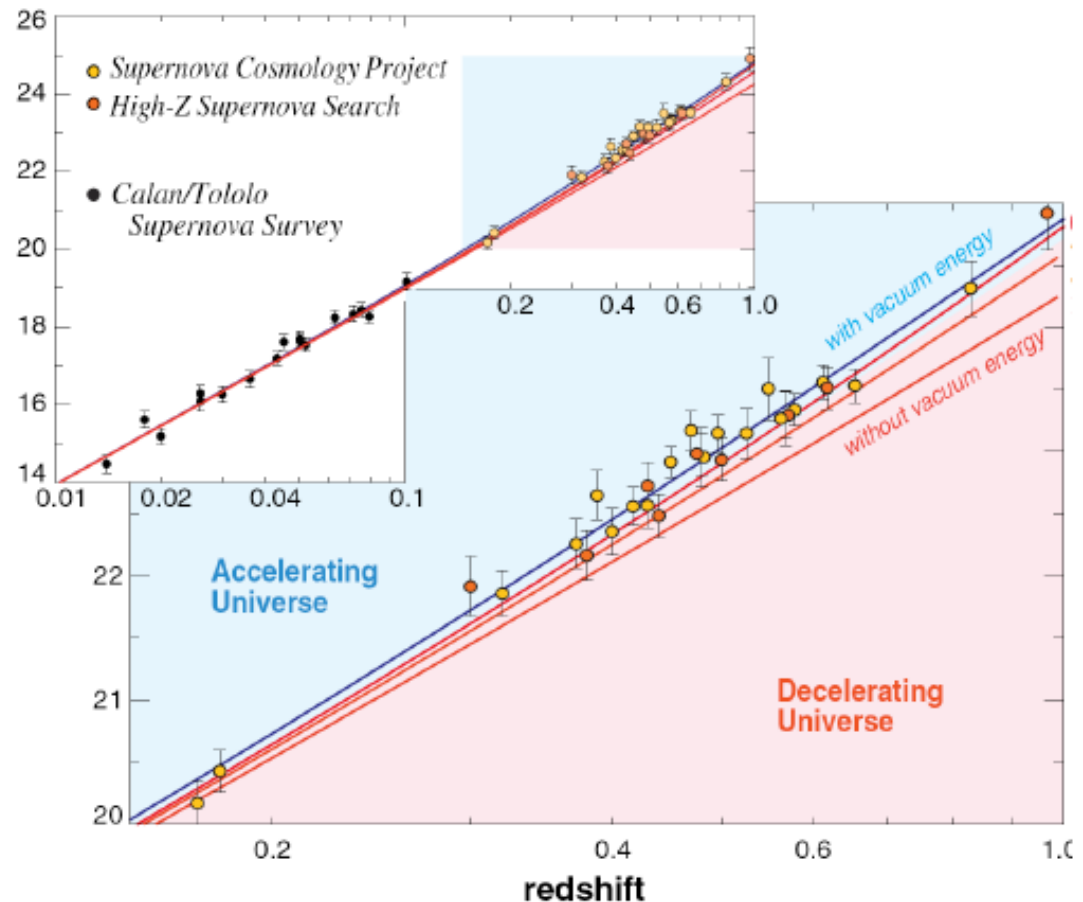 26
24
22
20
18
16
14
Supernova Cosmology Project
High-Z Supernova Search
Calan/Tololo
Supernova Survey
0.2
0.4
0.6
1.0
0.01
0.02
0.04
0.1
with vacuum energy
without vacuum energy
Accelerating
Universe
Decelerating
Universe
22
21
20
0.2
0.4
0.6
1.0
redshift